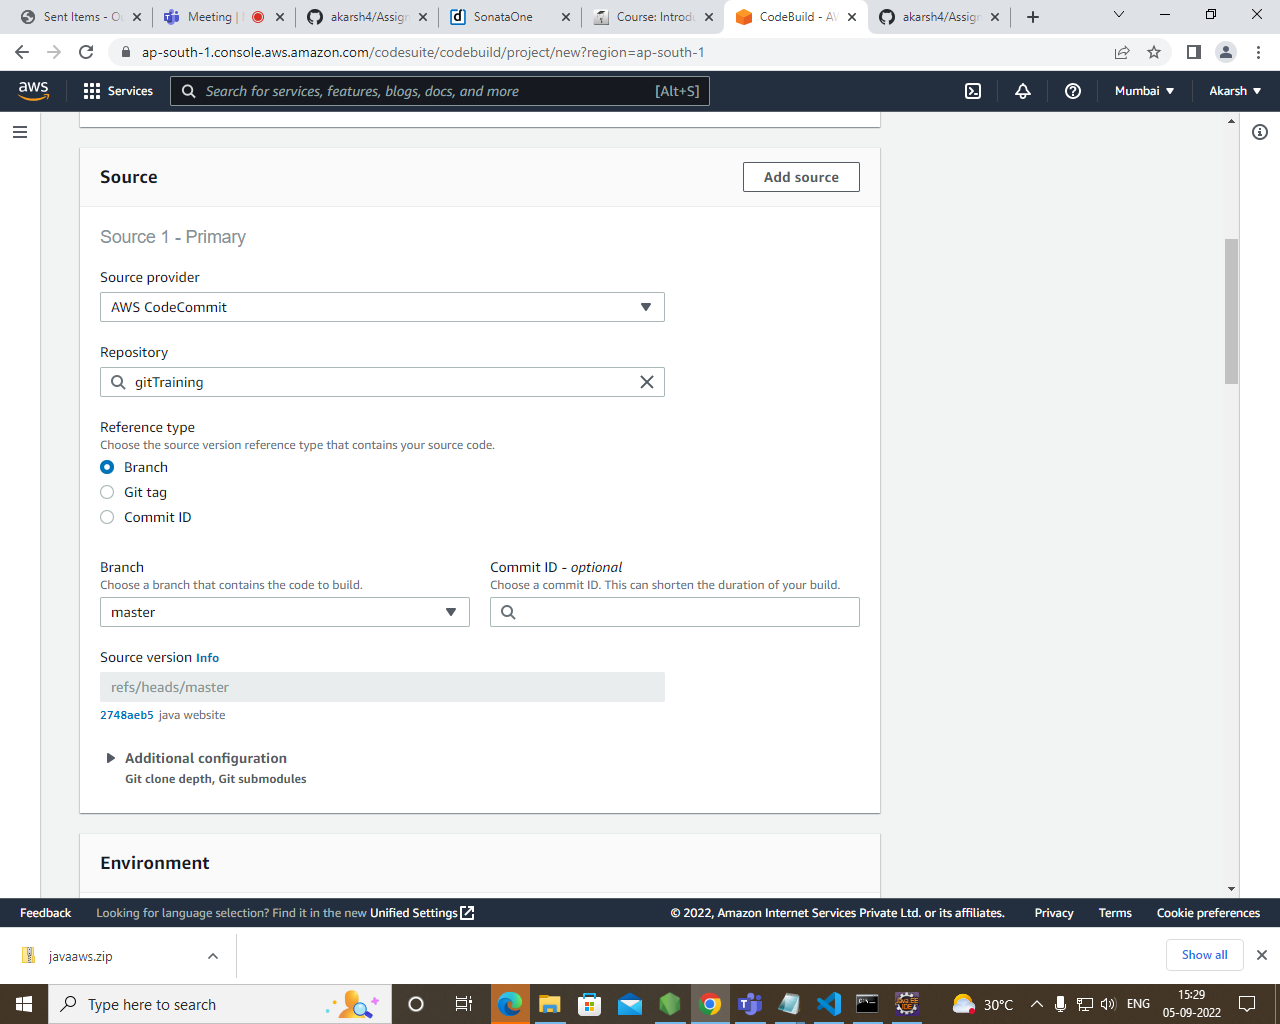 Sent Items - Ou
Meeting |
akarsh4/Assign
SonataOne
Course: Introdu
CodeBuild - AW
akarsh4/Assign
ap-south-1.console.aws.amazon.com/codesuite/codebuild/project/new?region=ap-south-1
aws
Services
Search for services, features, blogs, docs, and more
[Alt+S]
Mumbai
Akarsh
Source
Add source
Source 1 - Primary
Source provider
AWS CodeCommit
Repository
gitTraining
Reference type
Choose the source version reference type that contains your source code.
Branch
Git tag
Commit ID
Branch
Choose a branch that contains the code to build.
master
Commit ID - optional
Choose a commit ID. This can shorten the duration of your build.
Source version Info
refs/heads/master
2748aeb5 java website
Additional configuration
Git clone depth, Git submodules
Environment
Feedback
Looking for language selection? Find it in the new Unified Settings
© 2022, Amazon Internet Services Private Ltd. or its affiliates.
Privacy
Terms
Cookie preferences
javaaws.zip
Show all
Type here to search
30°C
ENG
15:29
05-09-2022